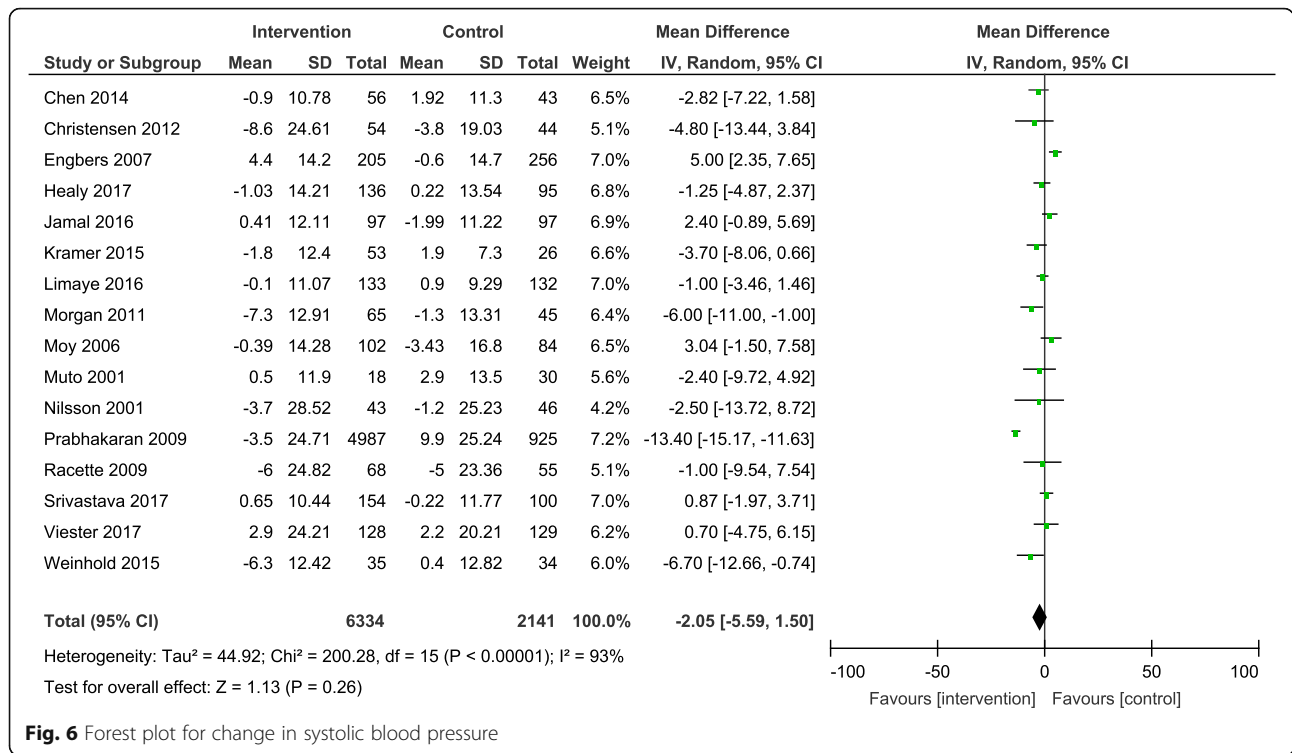 Intervention Control Mean Difference Mean Difference
Study or Subgroup Mean SD Total Mean SD Total Weight IV, Random, 95% CI IV, Random, 95% CI
Chen 2014 -0.9 10.78 56 1.92 11.3 43 6.5% -2.82 [-7.22, 1.58]
Christensen 2012 -8.6 24.61 54 -3.8 19.03 44 5.1% -4.80 [-13.44, 3.84]
Engbers 2007 4.4 14.2 205 -0.6 14.7 256 7.0% 5.00 [2.35, 7.65]
Healy 2017 -1.03 14.21 136 0.22 13.54 95 6.8% -1.25 [-4.87, 2.37]
Jamal 2016 0.41 12.11 97 -1.99 11.22 97 6.9% 2.40 [-0.89, 5.69]
Kramer 2015 -1.8 12.4 53 1.9 7.3 26 6.6% -3.70 [-8.06, 0.66]
Limaye 2016 -0.1 11.07 133 0.9 9.29 132 7.0% -1.00 [-3.46, 1.46]
Morgan 2011 -7.3 12.91 65 -1.3 13.31 45 6.4% -6.00 [-11.00, -1.00]
Moy 2006 -0.39 14.28 102 -3.43 16.8 84 6.5% 3.04 [-1.50, 7.58]
Muto 2001 0.5 11.9 18 2.9 13.5 30 5.6% -2.40 [-9.72, 4.92]
Nilsson 2001 -3.7 28.52 43 -1.2 25.23 46 4.2% -2.50 [-13.72, 8.72]
Prabhakaran 2009 -3.5 24.71 4987 9.9 25.24 925 7.2% -13.40 [-15.17, -11.63]
Racette 2009 -6 24.82 68 -5 23.36 55 5.1% -1.00 [-9.54, 7.54]
Srivastava 2017 0.65 10.44 154 -0.22 11.77 100 7.0% 0.87 [-1.97, 3.71]
Viester 2017 2.9 24.21 128 2.2 20.21 129 6.2% 0.70 [-4.75, 6.15]
Weinhold 2015 -6.3 12.42 35 0.4 12.82 34 6.0% -6.70 [-12.66, -0.74]
Total (95% CI) 6334 2141 100.0% -2.05 [-5.59, 1.50]
Heterogeneity: Tau² = 44.92; Chi² = 200.28, df = 15 (P < 0.00001); I² = 93%
Test for overall effect: Z = 1.13 (P = 0.26)
-100 -50 0 50 100
Favours [intervention] Favours [control]
Fig. 6 Forest plot for change in systolic blood pressure